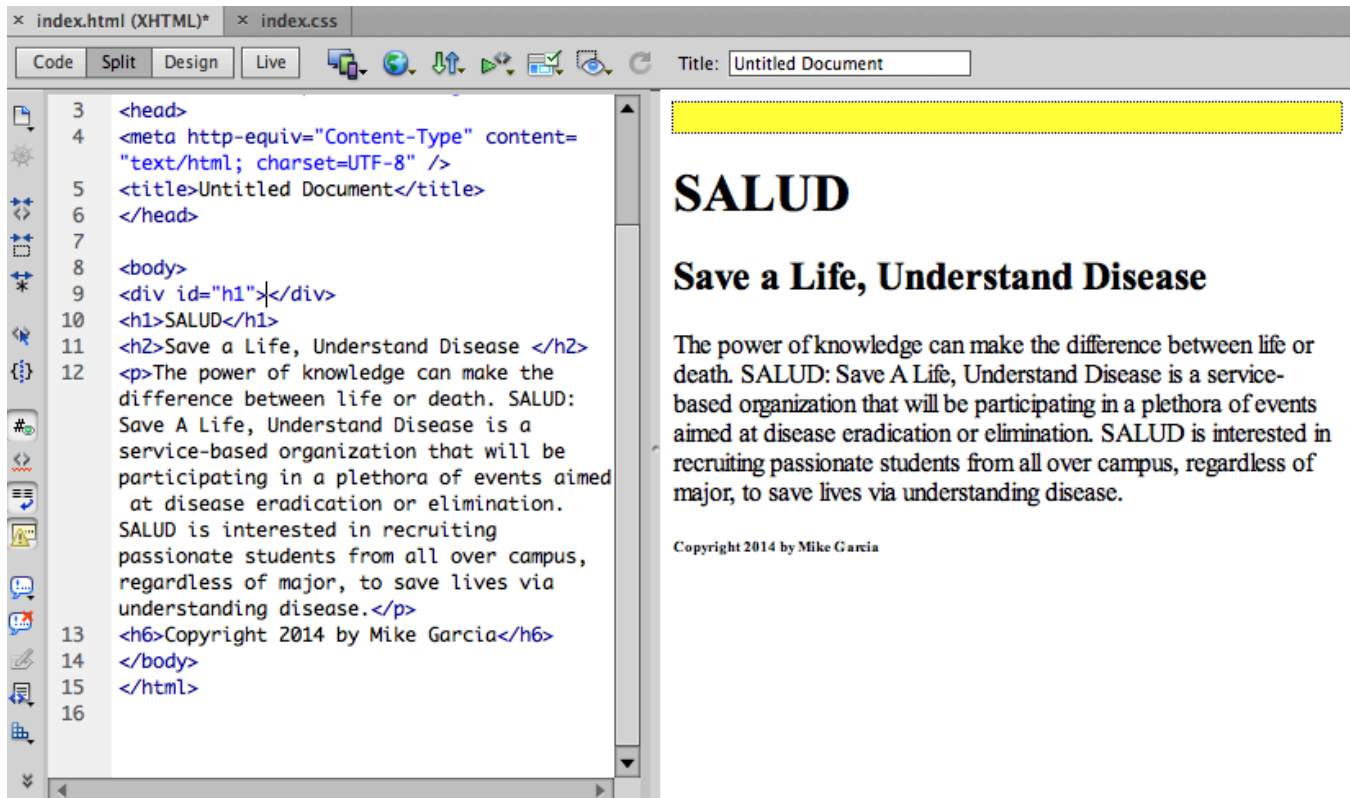 × index.html (XHTML)* × index.css
Code Split Design Live Title: Untitled Document
3 <head>
4 <meta http-equiv="Content-Type" content=
"text/html; charset=UTF-8" />
5 <title>Untitled Document</title>
6 </head>
7
8 <body>
9 <div id="h1"></div>
10 <h1>SALUD</h1>
11 <h2>Save a Life, Understand Disease </h2>
12 <p>The power of knowledge can make the
difference between life or death. SALUD:
Save A Life, Understand Disease is a
service-based organization that will be
participating in a plethora of events aimed
at disease eradication or elimination.
SALUD is interested in recruiting
passionate students from all over campus,
regardless of major, to save lives via
understanding disease.</p>
13 <h6>Copyright 2014 by Mike Garcia</h6>
14 </body>
15 </html>
16
SALUD
Save a Life, Understand Disease
The power of knowledge can make the difference between life or
death. SALUD: Save A Life, Understand Disease is a service-
based organization that will be participating in a plethora of events
aimed at disease eradication or elimination. SALUD is interested in
recruiting passionate students from all over campus, regardless of
major, to save lives via understanding disease.
Copyright 2014 by Mike Garcia